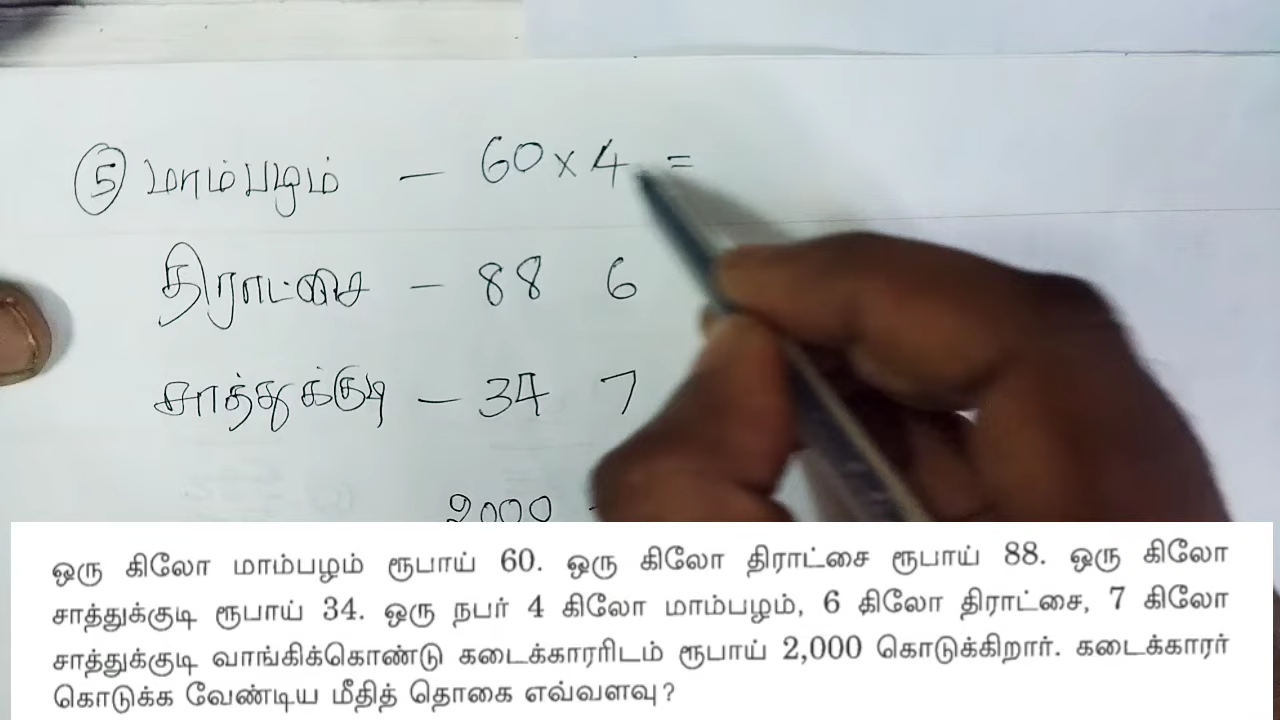 5 மாம்பழம் - 60 × 4 =
திராட்சை - 88 6
சாத்துக்குடி - 34 7
2000
ஒரு கிலோ மாம்பழம் ரூபாய் 60. ஒரு கிலோ திராட்சை ரூபாய் 88. ஒரு கிலோ
சாத்துக்குடி ரூபாய் 34. ஒரு நபர் 4 கிலோ மாம்பழம், 6 கிலோ திராட்சை, 7 கிலோ
சாத்துக்குடி வாங்கிக்கொண்டு கடைக்காரரிடம் ரூபாய் 2,000 கொடுக்கிறார். கடைக்காரர்
கொடுக்க வேண்டிய மீதித் தொகை எவ்வளவு?